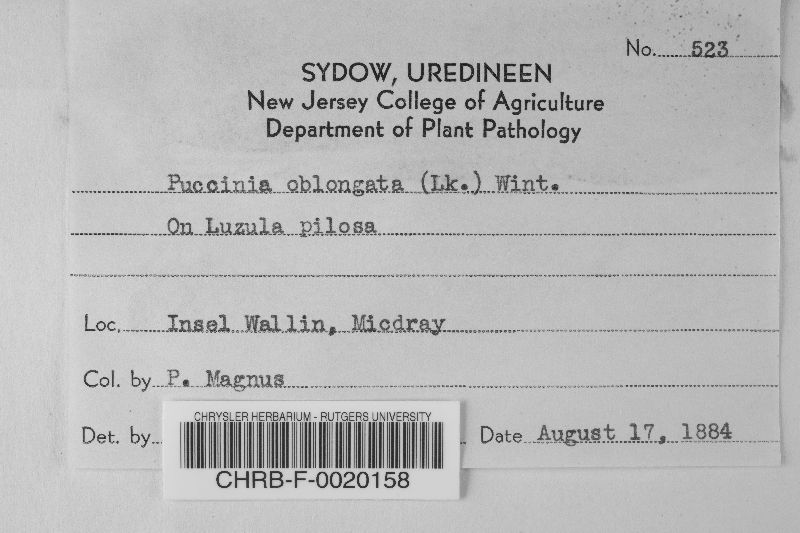 No. 523
SYDOW, UREDINEEN
New Jersey College of Agriculture
Department of Plant Pathology
Puccinia oblongata (Lk.) Wint.
On Luzula pilosa
Loc. Insel Wallin, Micdray
Col. by P. Magnus
Det. by
Date August 17, 1884
CHRYSLER HERBARIUM - RUTGERS UNIVERSITY
CHRB-F-0020158